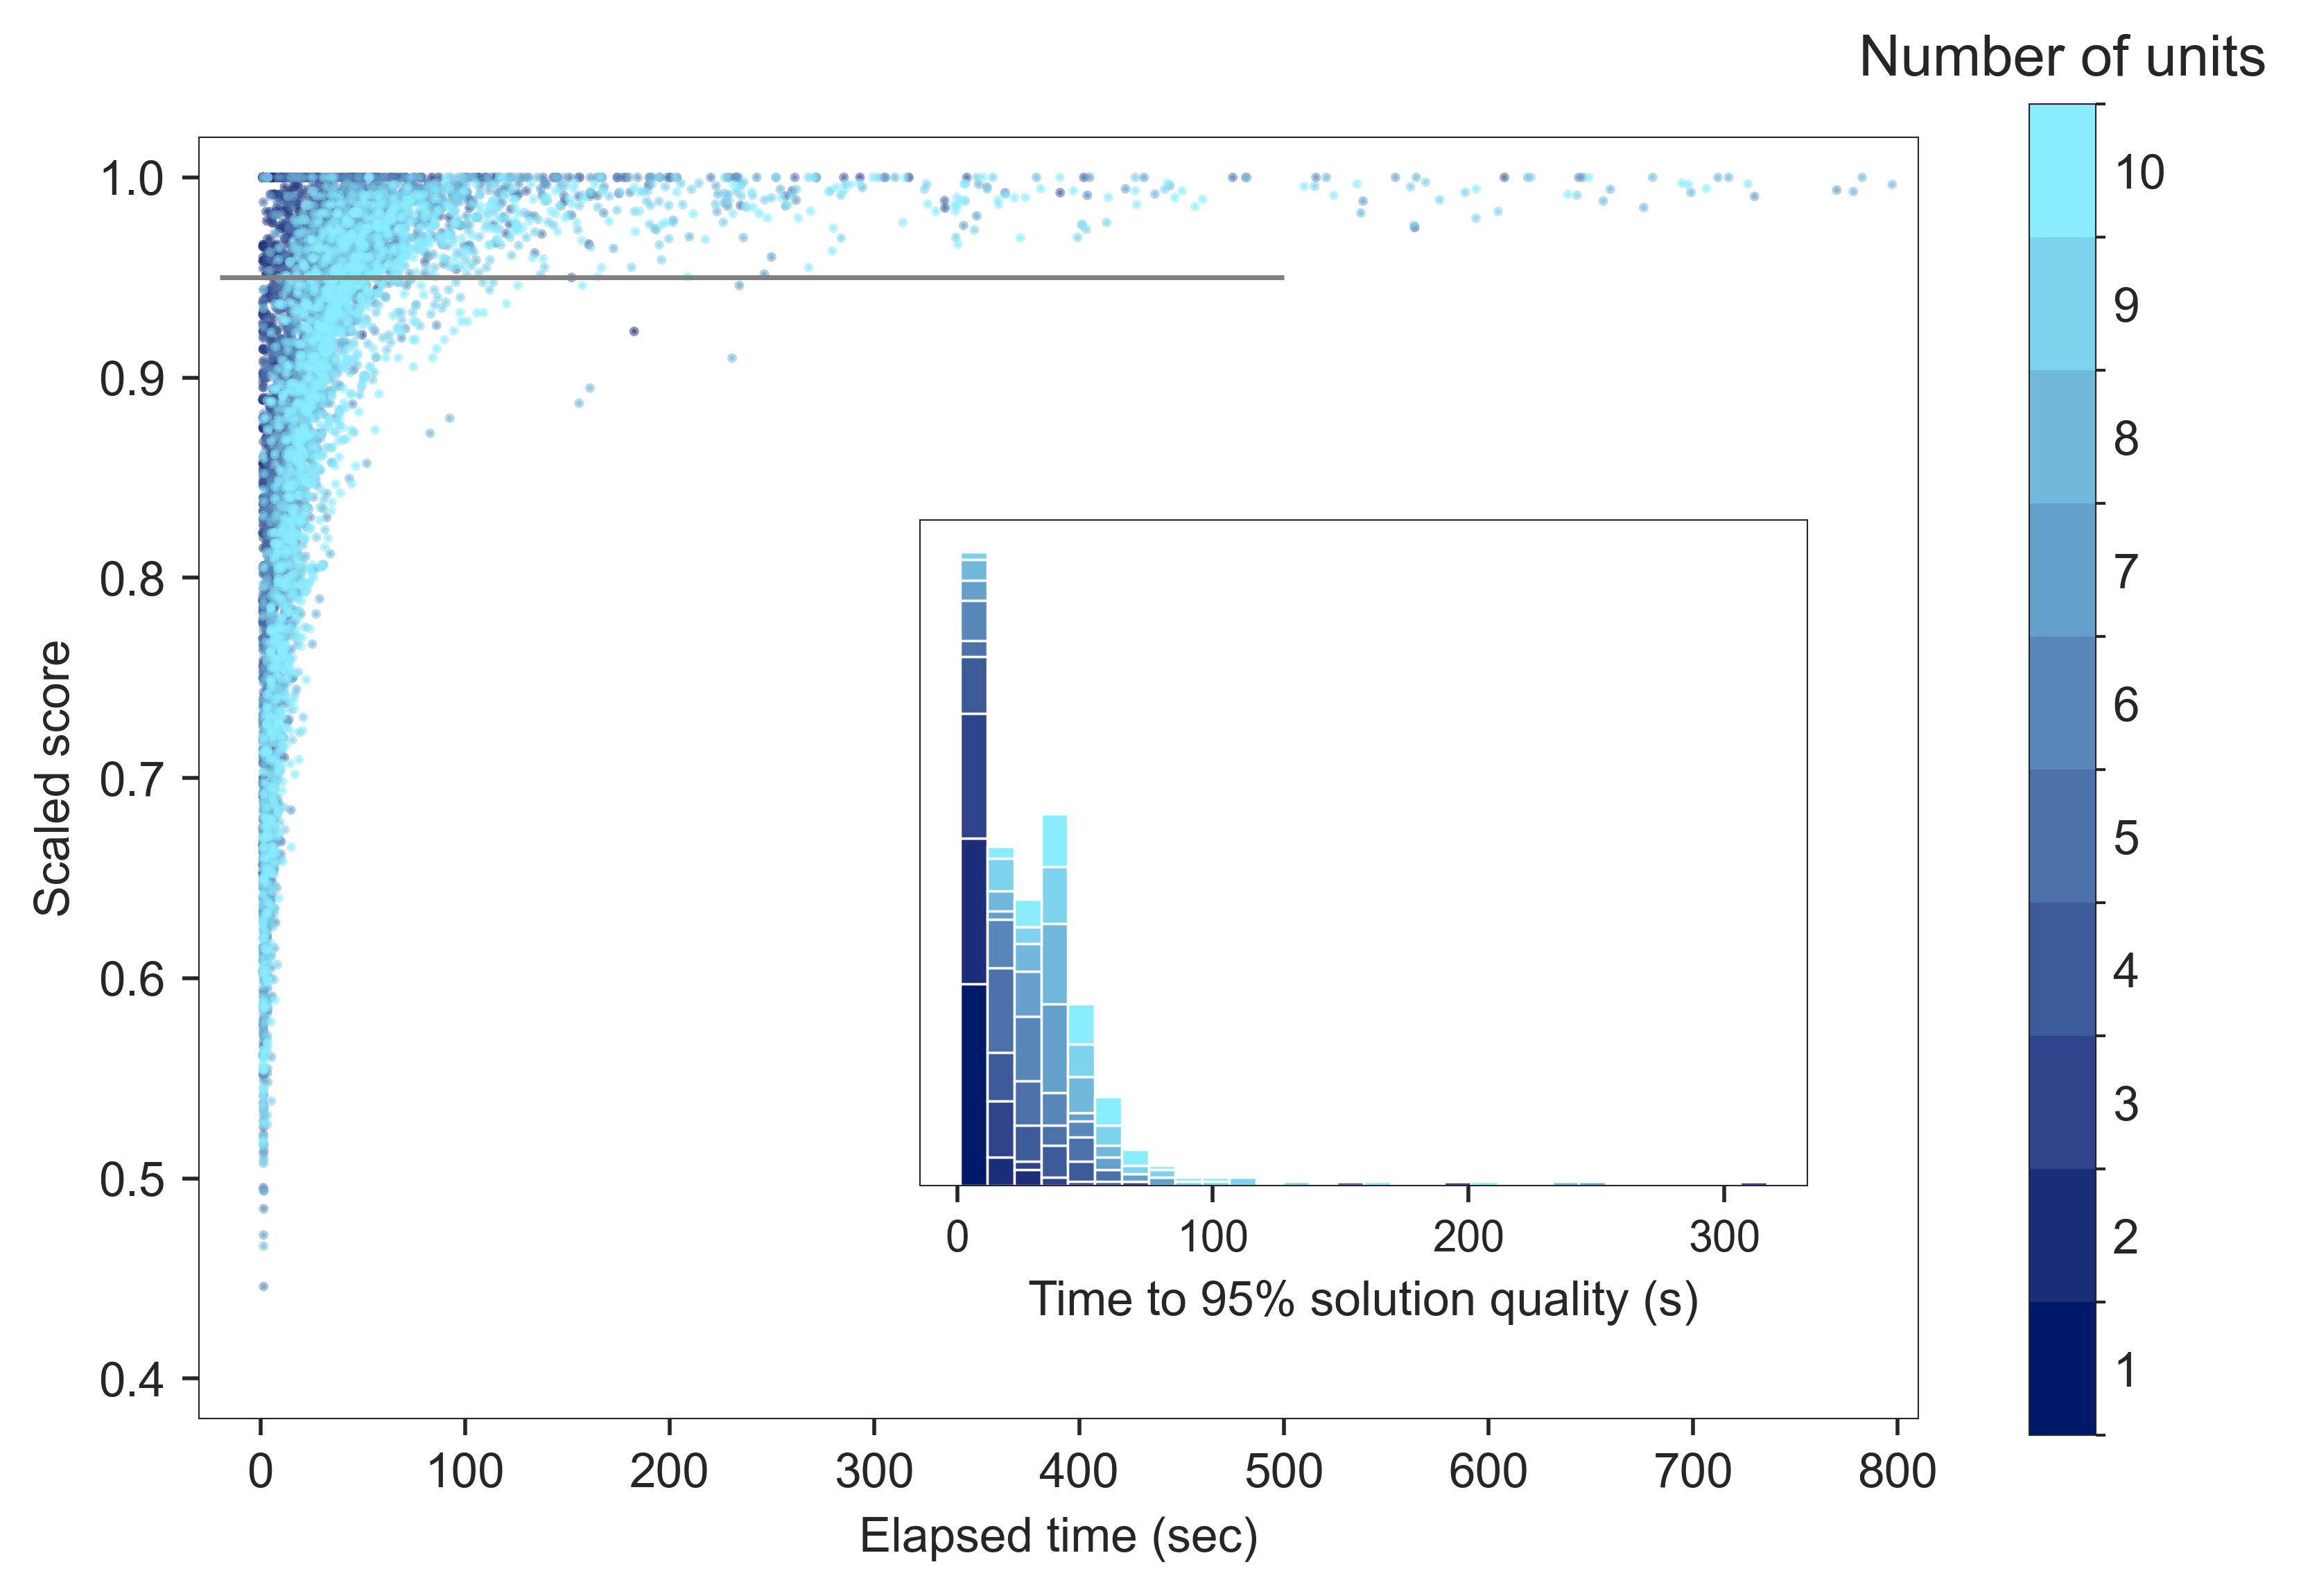 Number of units
1.0
0.9
0.8
0.7
0.6
0.5
0.4
Scaled score
0 100 200 300 400 500 600 700 800
Elapsed time (sec)
0 100 200 300
Time to 95% solution quality (s)
10
9
8
7
6
5
4
3
2
1